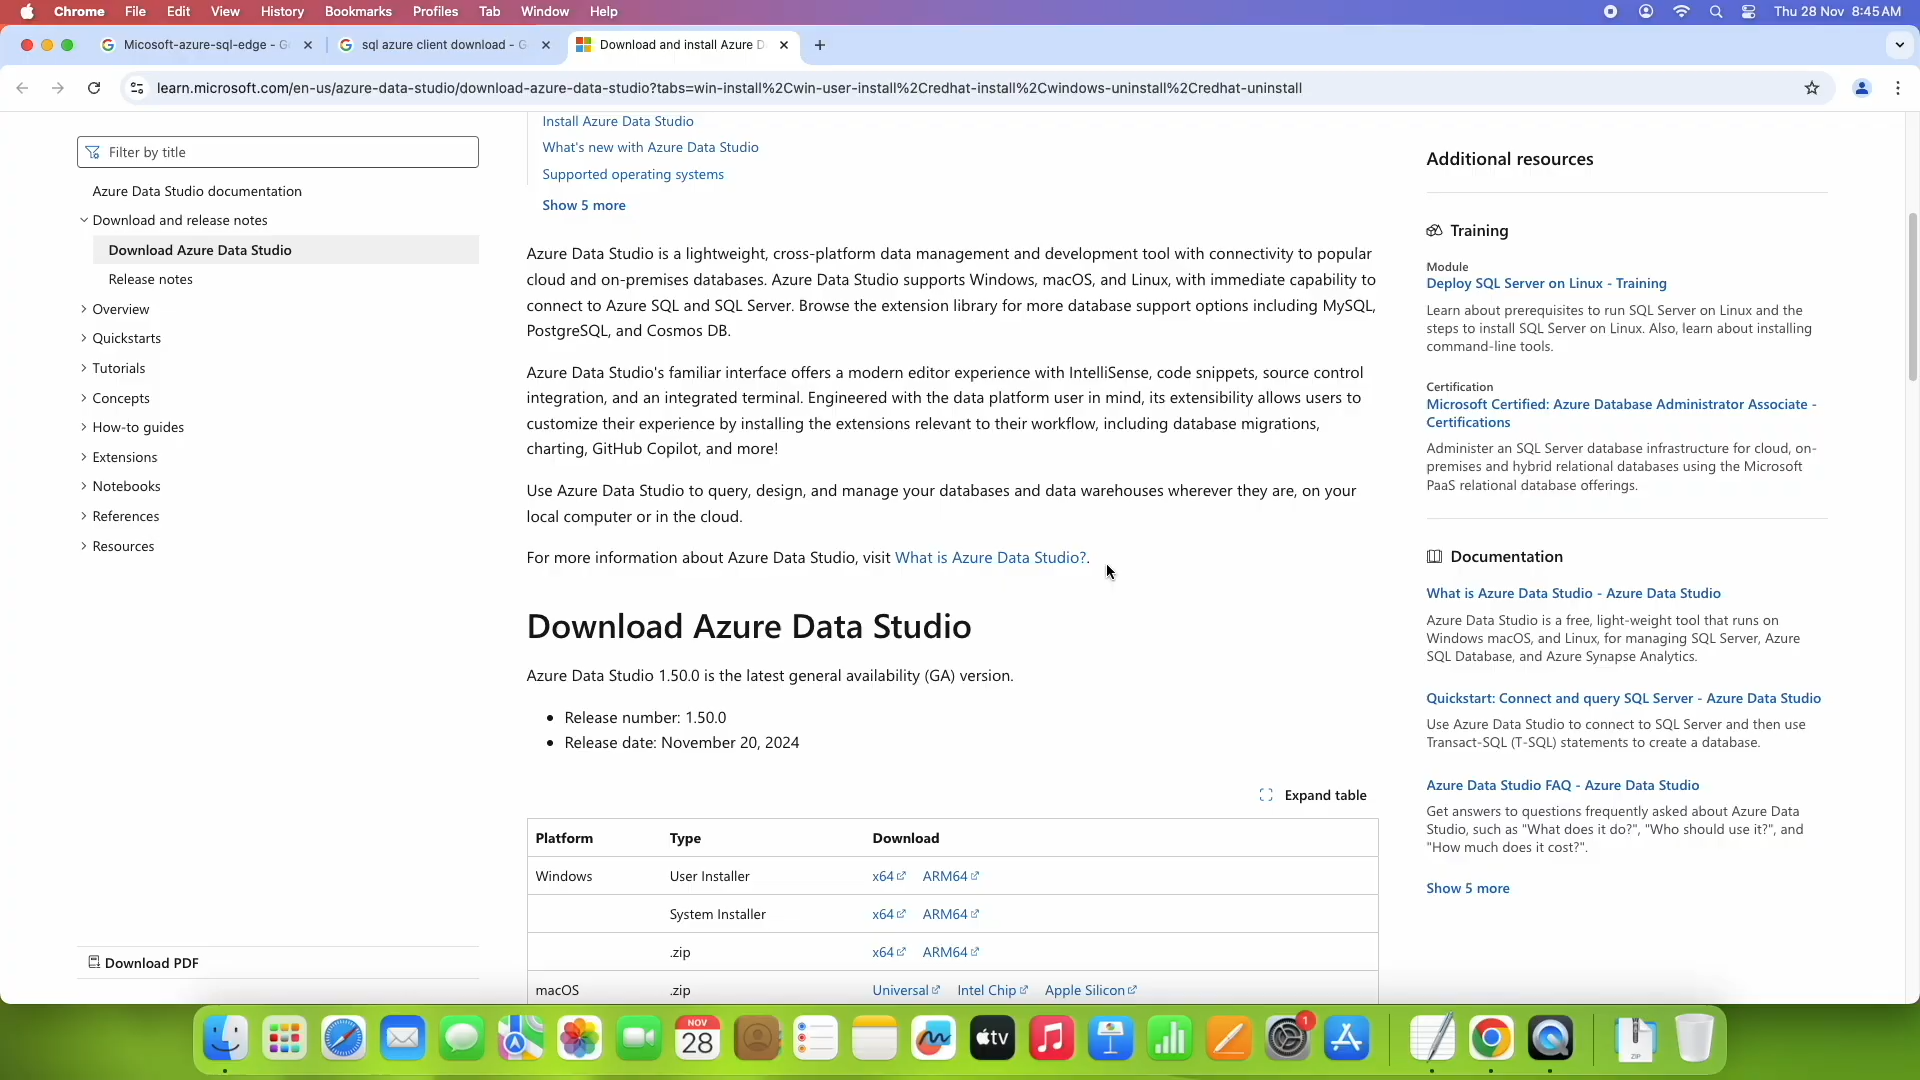 Chrome File Edit View History Bookmarks Profiles Tab Window Help Thu 28 Nov 8:45 AM
Micosoft-azure-sql-edge - G
sql azure client download - G
Download and install Azure D
learn.microsoft.com/en-us/azure-data-studio/download-azure-data-studio?tabs=win-install%2Cwin-user-install%2Credhat-install%2Cwindows-uninstall%2Credhat-uninstall
Filter by title
Azure Data Studio documentation
Download and release notes
Download Azure Data Studio
Release notes
Overview
Quickstarts
Tutorials
Concepts
How-to guides
Extensions
Notebooks
References
Resources
Download PDF
Install Azure Data Studio
What's new with Azure Data Studio
Supported operating systems
Show 5 more
Azure Data Studio is a lightweight, cross-platform data management and development tool with connectivity to popular
cloud and on-premises databases. Azure Data Studio supports Windows, macOS, and Linux, with immediate capability to
connect to Azure SQL and SQL Server. Browse the extension library for more database support options including MySQL,
PostgreSQL, and Cosmos DB.
Azure Data Studio's familiar interface offers a modern editor experience with IntelliSense, code snippets, source control
integration, and an integrated terminal. Engineered with the data platform user in mind, its extensibility allows users to
customize their experience by installing the extensions relevant to their workflow, including database migrations,
charting, GitHub Copilot, and more!
Use Azure Data Studio to query, design, and manage your databases and data warehouses wherever they are, on your
local computer or in the cloud.
For more information about Azure Data Studio, visit What is Azure Data Studio?.
Download Azure Data Studio
Azure Data Studio 1.50.0 is the latest general availability (GA) version.
• Release number: 1.50.0
• Release date: November 20, 2024
Expand table
Platform Type Download
Windows User Installer x64 ARM64
System Installer x64 ARM64
.zip x64 ARM64
macOS .zip Universal Intel Chip Apple Silicon
Additional resources
Training
Module
Deploy SQL Server on Linux - Training
Learn about prerequisites to run SQL Server on Linux and the
steps to install SQL Server on Linux. Also, learn about installing
command-line tools.
Certification
Microsoft Certified: Azure Database Administrator Associate -
Certifications
Administer an SQL Server database infrastructure for cloud, on-
premises and hybrid relational databases using the Microsoft
PaaS relational database offerings.
Documentation
What is Azure Data Studio - Azure Data Studio
Azure Data Studio is a free, light-weight tool that runs on
Windows macOS, and Linux, for managing SQL Server, Azure
SQL Database, and Azure Synapse Analytics.
Quickstart: Connect and query SQL Server - Azure Data Studio
Use Azure Data Studio to connect to SQL Server and then use
Transact-SQL (T-SQL) statements to create a database.
Azure Data Studio FAQ - Azure Data Studio
Get answers to questions frequently asked about Azure Data
Studio, such as "What does it do?", "Who should use it?", and
"How much does it cost?".
Show 5 more
NOV
28
tv
1
ZIP